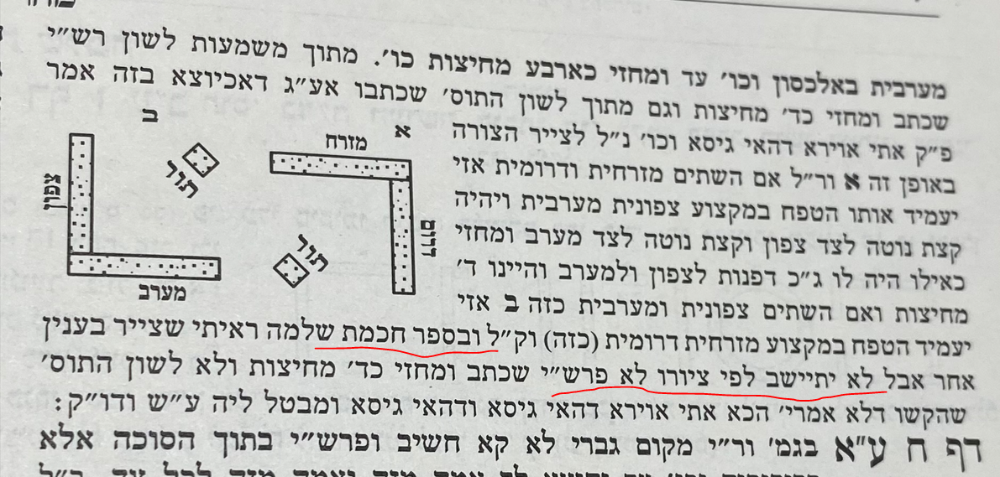 מערבית באלכסון וכו' עד ומחזי כארבע מחיצות כו'. מתוך משמעות לשון רש"י
שכתב ומחזי כד' מחיצות וגם מתוך לשון התוס' שכתבו אע"ג דאכיוצא בזה אמר
פ"ק אתי אוירא דהאי גיסא וכו' נ"ל לצייר הצורה
באופן זה א ור"ל אם השתים מזרחית ודרומית אזי
יעמיד אותו הטפח במקצוע צפונית מערבית ויהיה
קצת נוטה לצד צפון וקצת נוטה לצד מערב ומחזי
כאילו היה לו ג"כ דפנות לצפון ולמערב והיינו ד'
מחיצות ואם השתים צפונית ומערבית כזה ב אזי
א
מזרח
דרום
תור
ב
תור
צפון
מערב
יעמיד הטפח במקצוע מזרחית דרומית (כזה) וק"ל ובספר חכמת שלמה ראיתי שצייר בענין
אחר אבל לא יתיישב לפי ציורו לא פרש"י שכתב ומחזי כד' מחיצות ולא לשון התוס'
שהקשו דלא אמרי' הכא אתי אוירא דהאי גיסא ודהאי גיסא ומבטל ליה ע"ש ודו"ק:
דף ח ע"א בגמ' ור"י מקום גברי לא קא חשיב ופרש"י בתוך הסוכה אלא